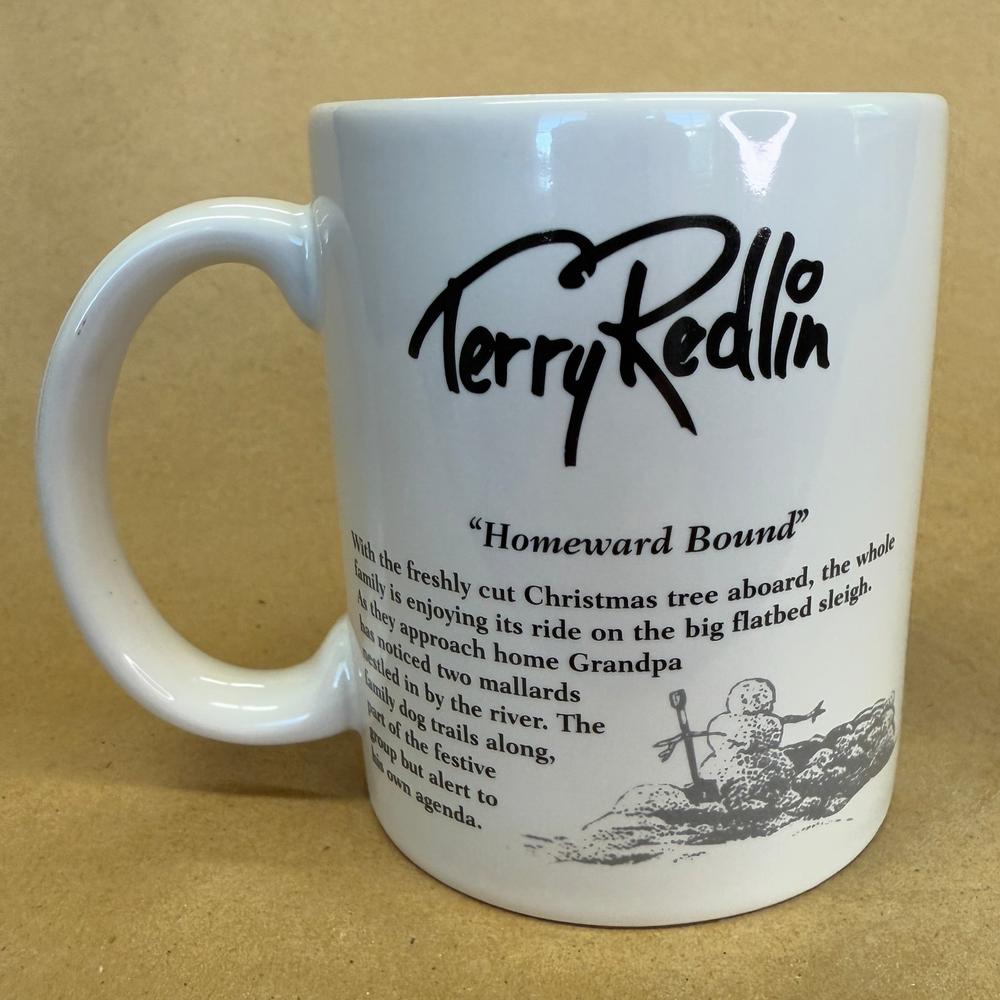 Terry Redlin
“Homeward Bound”
With the freshly cut Christmas tree aboard, the whole
family is enjoying its ride on the big flatbed sleigh.
As they approach home Grandpa
has noticed two mallards
nestled in by the river. The
family dog trails along,
part of the festive
group but alert to
his own agenda.